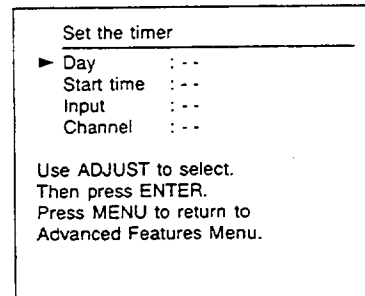 Set the timer
► Day : - -
Start time : - -
Input : - -
Channel : - -
Use ADJUST to select.
Then press ENTER.
Press MENU to return to
Advanced Features Menu.